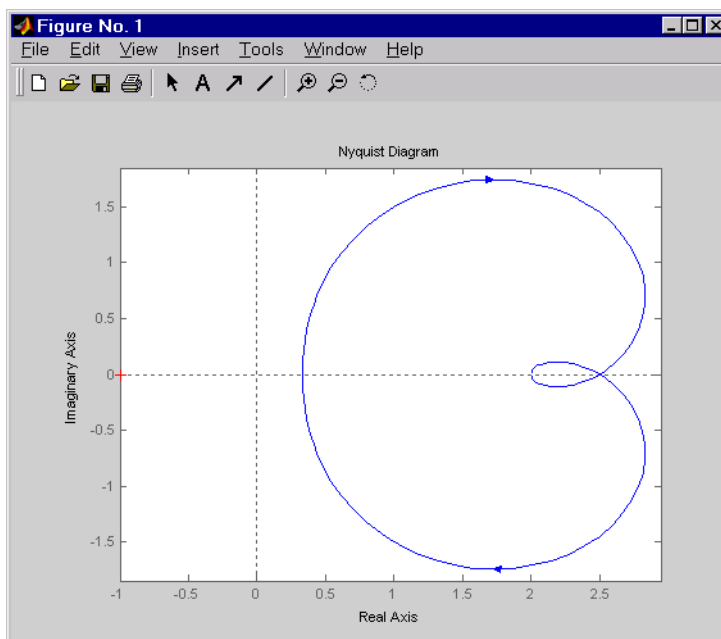 Figure No. 1
File Edit View Insert Tools Window Help
A
Nyquist Diagram
1.5
1
0.5
0
-0.5
-1
-1.5
Imaginary Axis
-1 -0.5 0 0.5 1 1.5 2 2.5
Real Axis